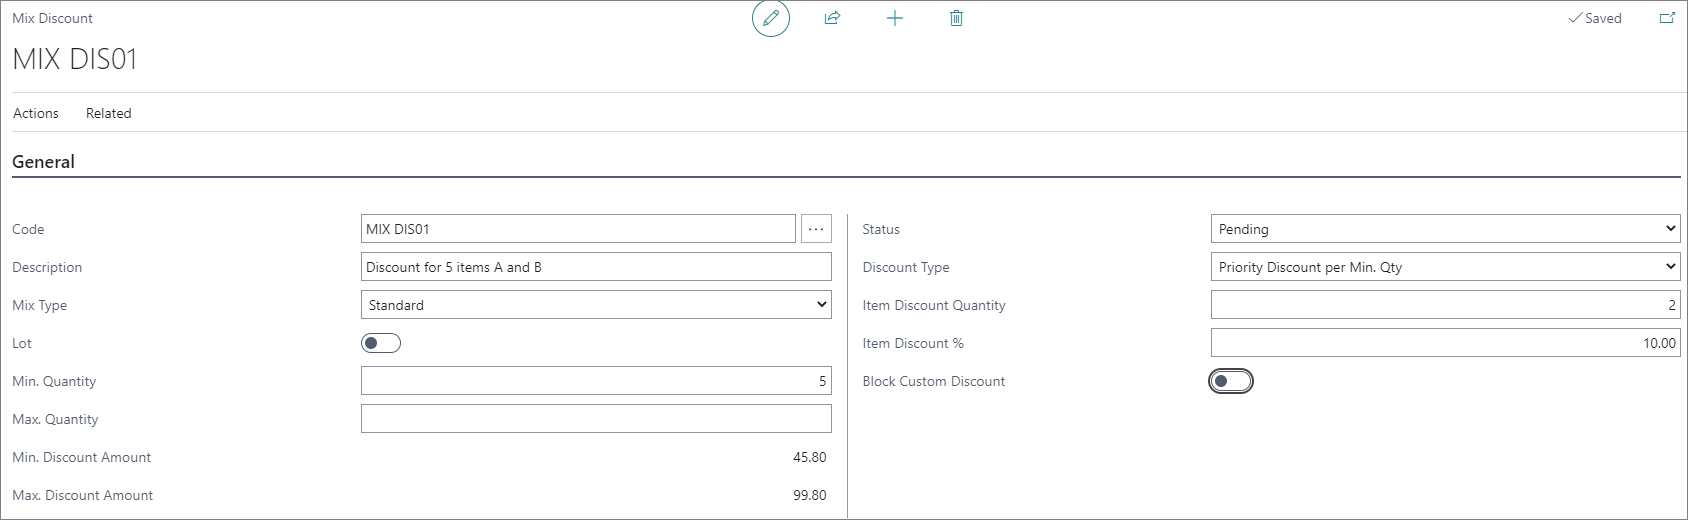 Mix Discount
Saved
MIX DIS01
Actions Related
General
Code MIX DIS01 ...
Description Discount for 5 items A and B
Mix Type Standard
Lot
Min. Quantity 5
Max. Quantity
Min. Discount Amount 45.80
Max. Discount Amount 99.80
Status Pending
Discount Type Priority Discount per Min. Qty
Item Discount Quantity 2
Item Discount % 10.00
Block Custom Discount